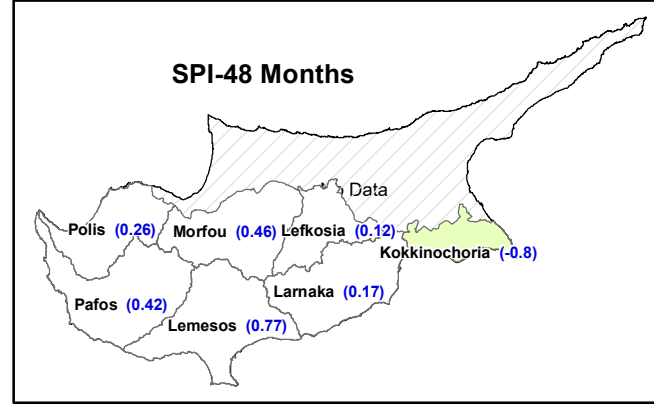 SPI-48 Months
Data
Polis (0.26)
Morfou (0.46)
Lefkosia (0.12)
Kokkinochoria (-0.8)
Pafos (0.42)
Larnaka (0.17)
Lemesos (0.77)